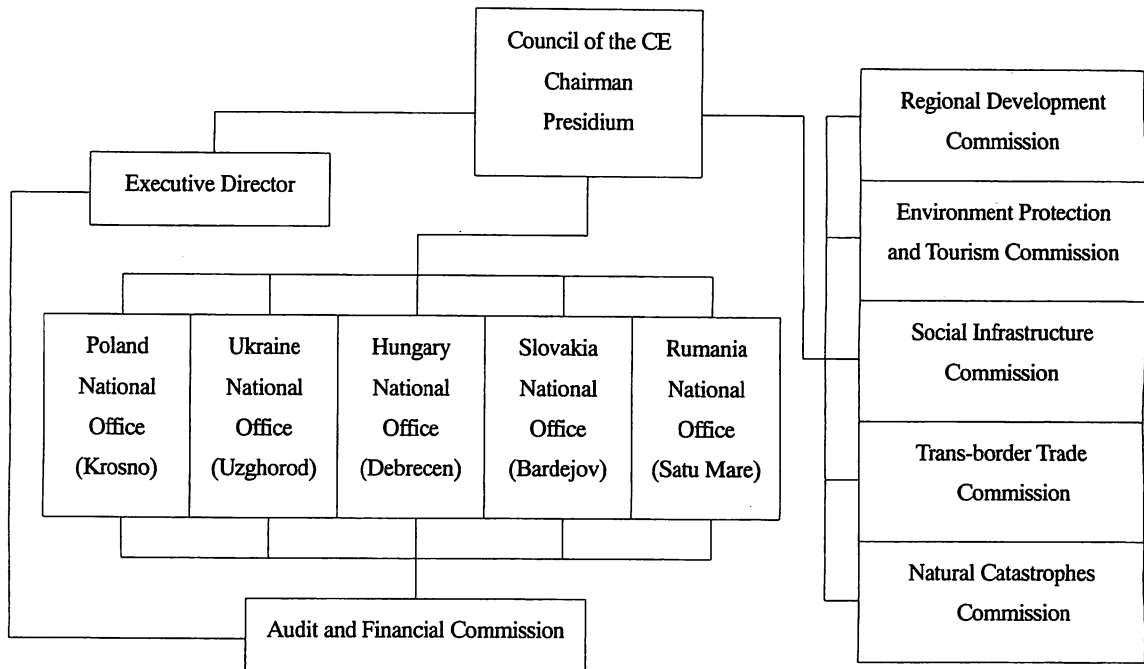 Council of the CE
Chairman
Presidium
Executive Director
Poland
National
Office
(Krosno)
Ukraine
National
Office
(Uzghorod)
Hungary
National
Office
(Debrecen)
Slovakia
National
Office
(Bardejov)
Rumania
National
Office
(Satu Mare)
Audit and Financial Commission
Regional Development
Commission
Environment Protection
and Tourism Commission
Social Infrastructure
Commission
Trans-border Trade
Commission
Natural Catastrophes
Commission